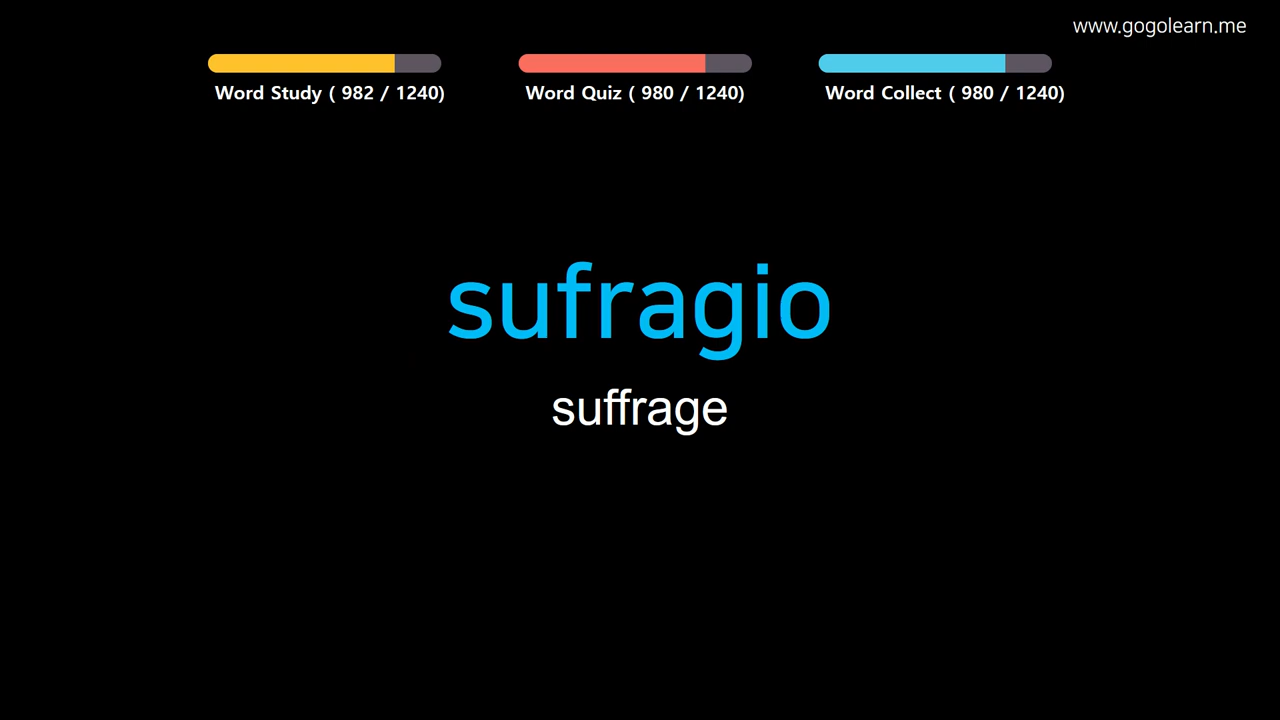 www.gogolearn.me
Word Study ( 982 / 1240)
Word Quiz ( 980 / 1240)
Word Collect ( 980 / 1240)
sufragio
suffrage